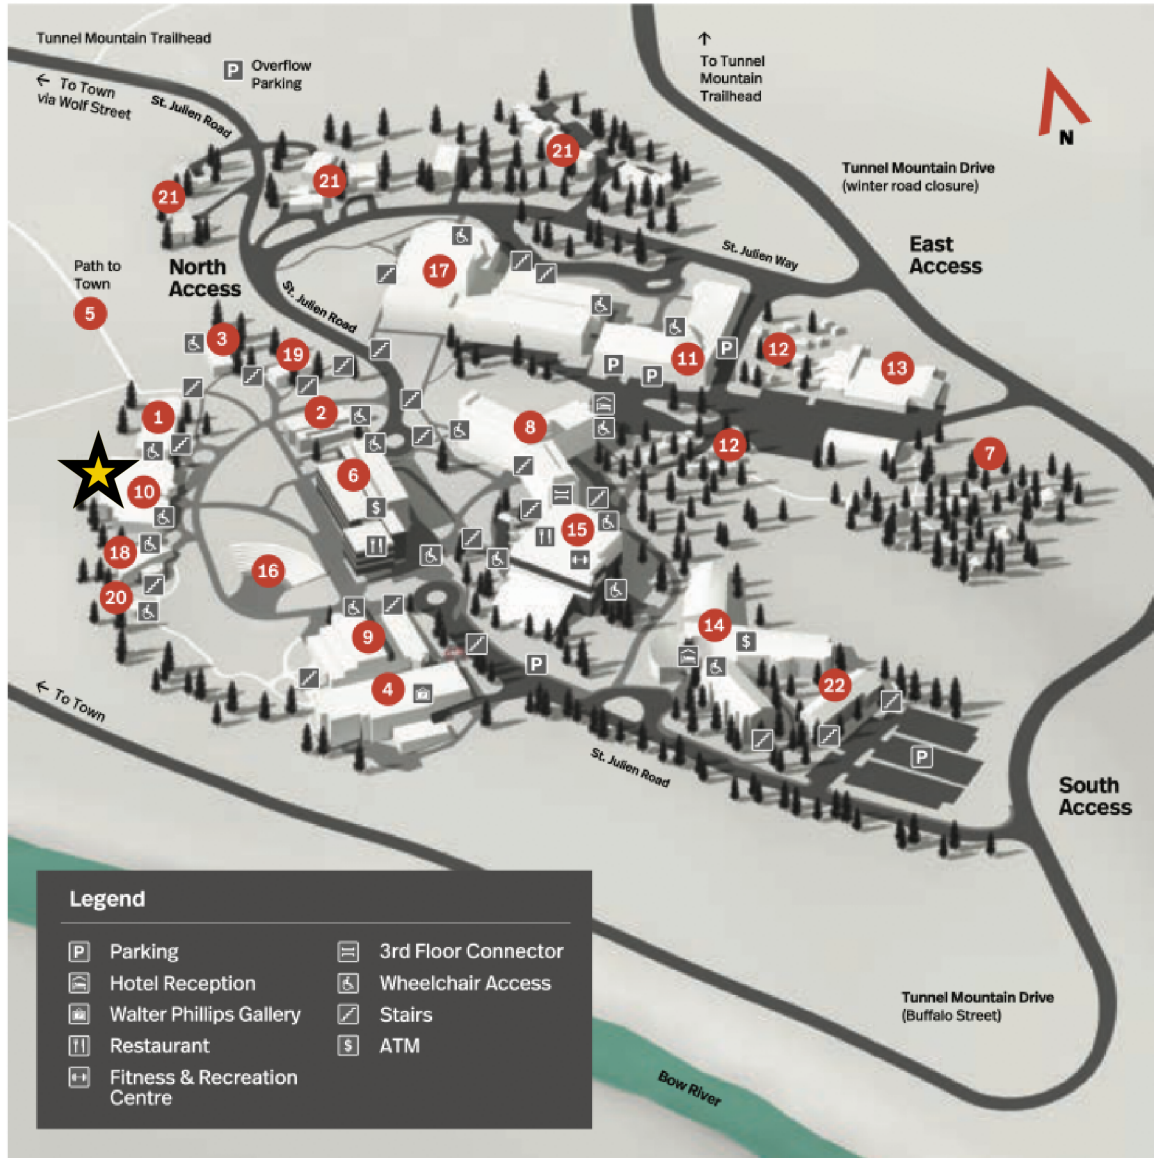 Tunnel Mountain Trailhead
← To Town
via Wolf Street
P
Overflow
Parking
St. Julien Road
↑
To Tunnel
Mountain
Trailhead
N
Tunnel Mountain Drive
(winter road closure)
21
21
21
East
Access
St. Julien Way
North
Access
Path to
Town
5
St. Julien Road
17
3
19
11
P
P
P
12
13
1
2
8
12
7
10
6
$
15
18
16
20
9
14
$
4
P
22
P
← To Town
St. Julien Road
South
Access
Legend
P Parking
Hotel Reception
Walter Phillips Gallery
Restaurant
Fitness & Recreation
Centre
3rd Floor Connector
Wheelchair Access
Stairs
$ ATM
Tunnel Mountain Drive
(Buffalo Street)
Bow River